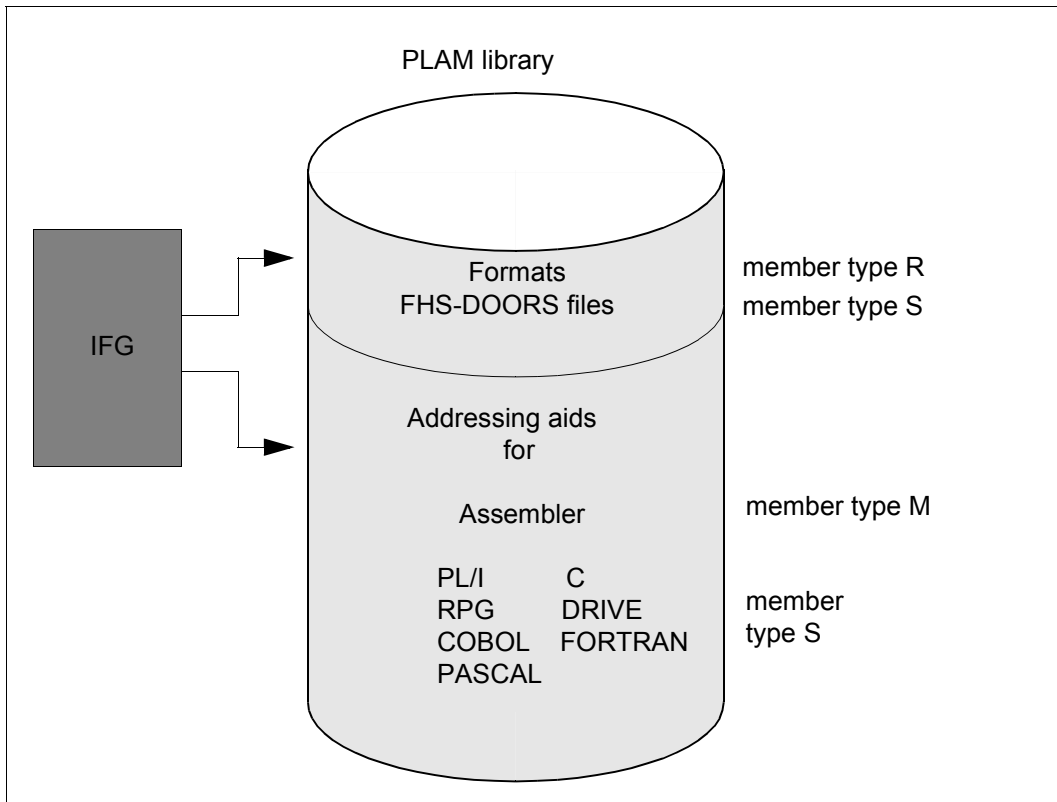 PLAM library
IFG
Formats
member type R
FHS-DOORS files
member type S
Addressing aids
for
Assembler
member type M
PL/I C
RPG DRIVE
COBOL FORTRAN
PASCAL
member
type S